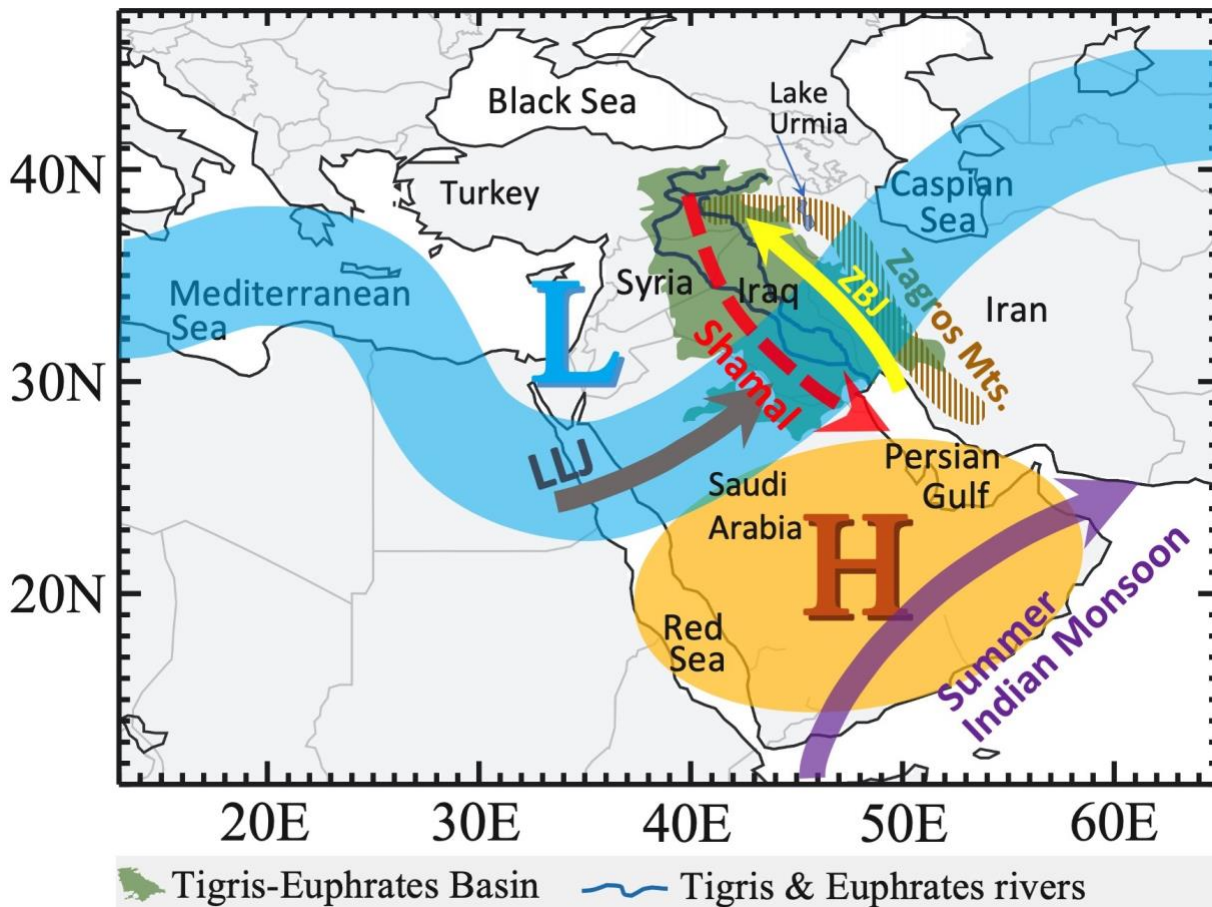 Black Sea
Lake
Urmia
40N
Turkey
Caspian
Sea
Mediterranean
Sea
Syria
Iraq
ZBJ
Zagros Mts.
Iran
L
30N
Shamal
LLJ
Persian
Gulf
Saudi
Arabia
H
20N
Red
Sea
Summer
Indian Monsoon
20E
30E
40E
50E
60E
Tigris-Euphrates Basin
Tigris & Euphrates rivers